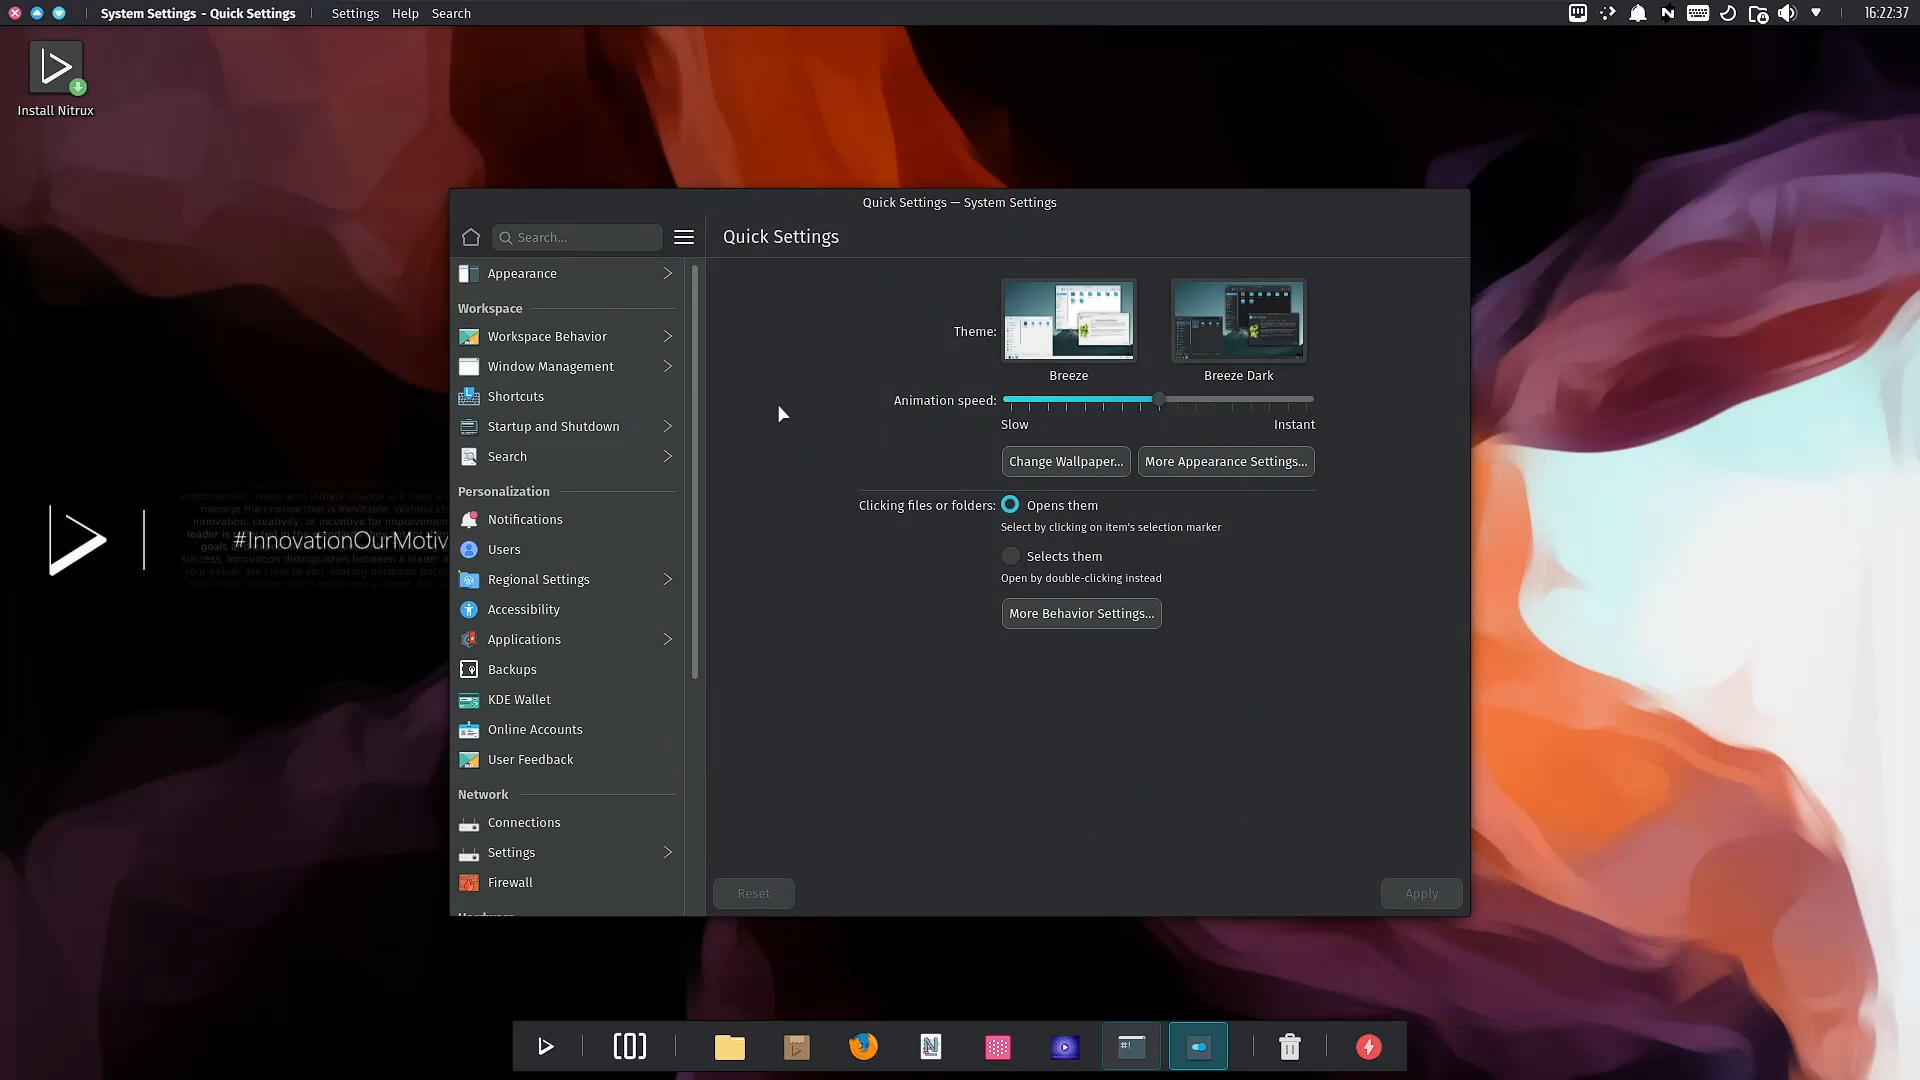 System Settings - Quick Settings
Settings Help Search
16:22:37
Install Nitrux
Quick Settings — System Settings
Search...
Quick Settings
Appearance
Workspace
Workspace Behavior
Window Management
Shortcuts
Startup and Shutdown
Search
Personalization
Notifications
Users
Regional Settings
Accessibility
Applications
Backups
KDE Wallet
Online Accounts
User Feedback
Network
Connections
Settings
Firewall
Theme:
Breeze
Breeze Dark
Animation speed:
Slow
Instant
Change Wallpaper...
More Appearance Settings...
Clicking files or folders:
Opens them
Select by clicking on item's selection marker
Selects them
Open by double-clicking instead
More Behavior Settings...
Reset
Apply
#InnovationOurMotiv